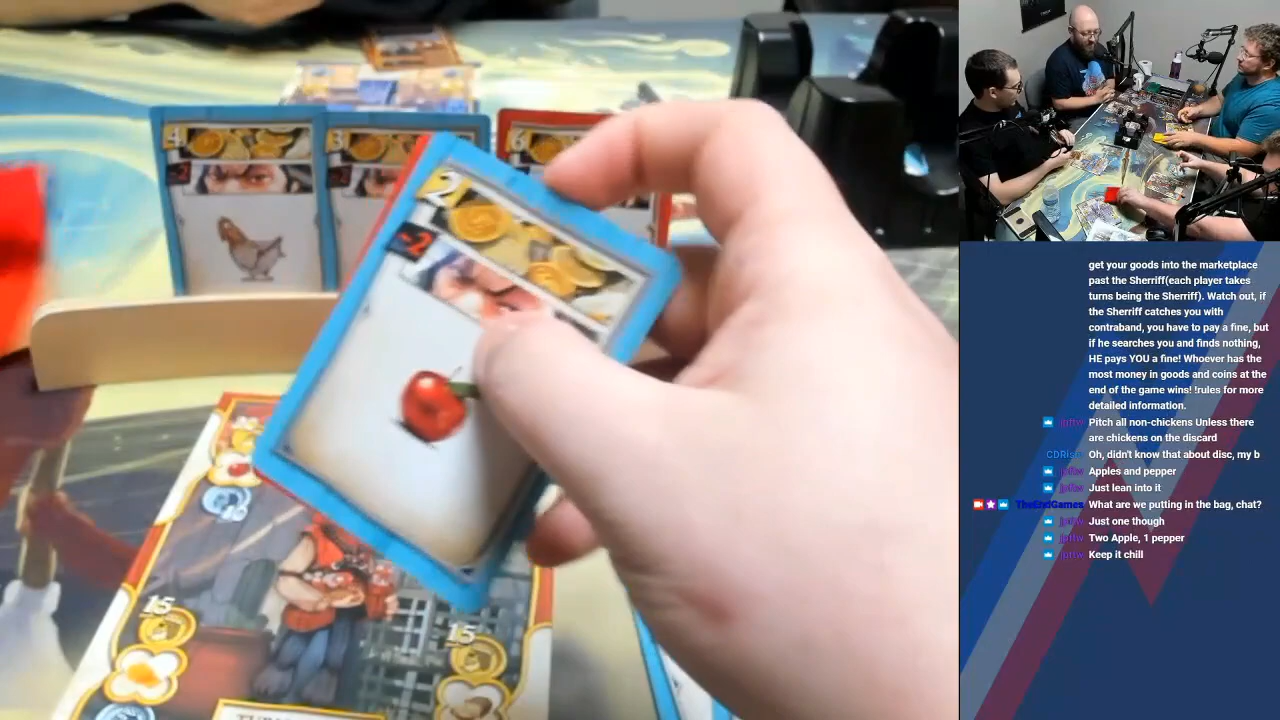 4
3
6
2
-2
15
15
get your goods into the marketplace
past the Sherriff(each player takes
turns being the Sherriff). Watch out, if
the Sherriff catches you with
contraband, you have to pay a fine, but
if he searches you and finds nothing,
HE pays YOU a fine! Whoever has the
most money in goods and coins at the
end of the game wins! !rules for more
detailed information.
Pitch all non-chickens Unless there
are chickens on the discard
Oh, didn't know that about disc, my b
Apples and pepper
Just lean into it
TheEndGames What are we putting in the bag, chat?
Just one though
Two Apple, 1 pepper
Keep it chill